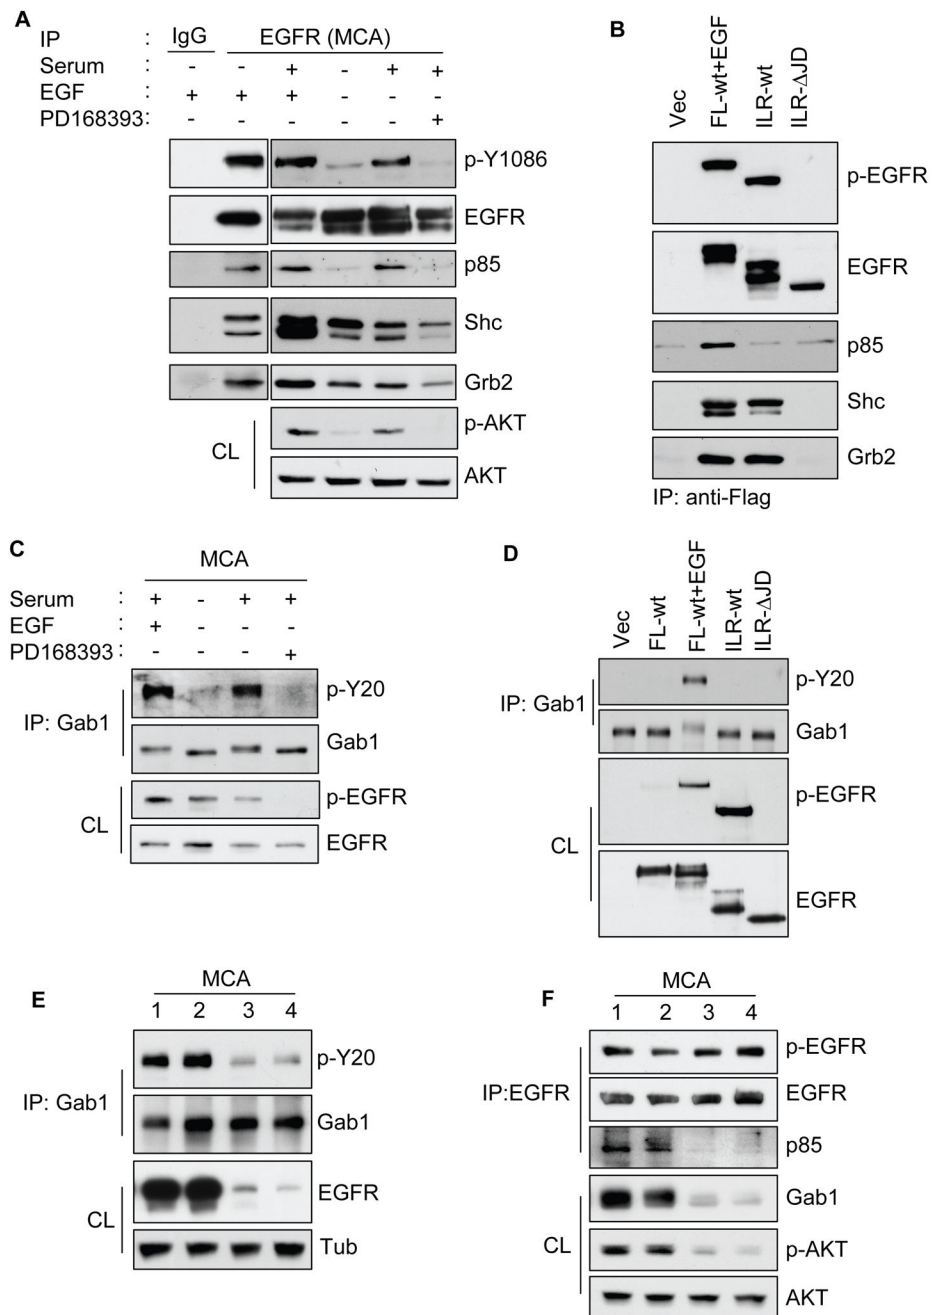 A
IP : IgG EGFR (MCA)
Serum : - - + - + +
EGF : + + + - - -
PD168393: - - - - - +
p-Y1086
EGFR
p85
Shc
Grb2
CL
p-AKT
AKT
B
Vec
FL-wt+EGF
ILR-wt
ILR-ΔJD
p-EGFR
EGFR
p85
Shc
Grb2
IP: anti-Flag
C
MCA
Serum : + - + +
EGF : + - - -
PD168393 : - - - +
IP: Gab1
p-Y20
Gab1
CL
p-EGFR
EGFR
D
Vec
FL-wt
FL-wt+EGF
ILR-wt
ILR-ΔJD
IP: Gab1
p-Y20
Gab1
CL
p-EGFR
EGFR
E
MCA
1 2 3 4
IP: Gab1
p-Y20
Gab1
CL
EGFR
Tub
F
MCA
1 2 3 4
IP:EGFR
p-EGFR
EGFR
p85
CL
Gab1
p-AKT
AKT